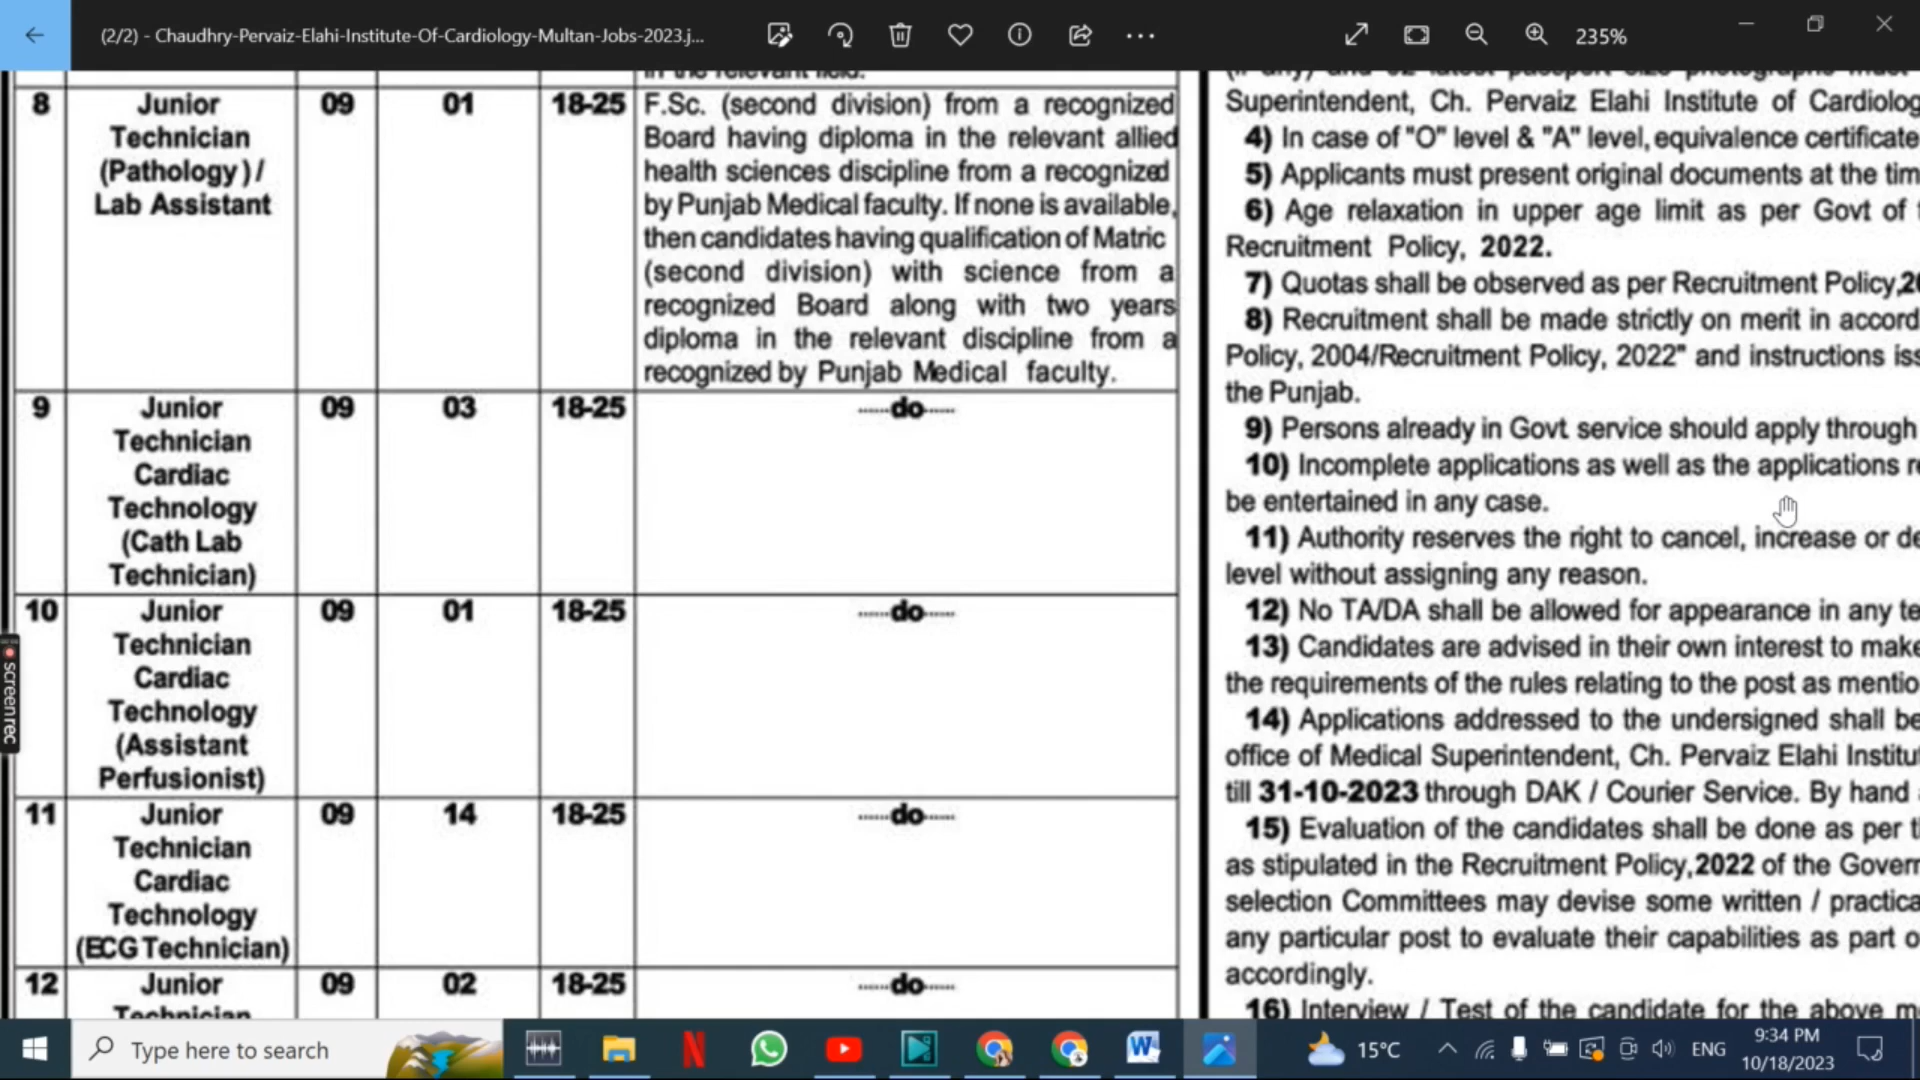 (2/2) - Chaudhry-Pervaiz-Elahi-Institute-Of-Cardiology-Multan-Jobs-2023.j...
235%
in the relevant field.
8 Junior Technician (Pathology) / Lab Assistant 09 01 18-25
F.Sc. (second division) from a recognized
Board having diploma in the relevant allied
health sciences discipline from a recognized
by Punjab Medical faculty. If none is available,
then candidates having qualification of Matric
(second division) with science from a
recognized Board along with two years
diploma in the relevant discipline from a
recognized by Punjab Medical faculty.
9 Junior 09 03 18-25 ......do......
Technician
Cardiac
Technology
(Cath Lab
Technician)
10 Junior 09 01 18-25 ......do......
Technician
Cardiac
Technology
(Assistant
Perfusionist)
11 Junior 09 14 18-25 ......do......
Technician
Cardiac
Technology
(ECG Technician)
12 Junior 09 02 18-25 ......do......
Technician
Superintendent, Ch. Pervaiz Elahi Institute of Cardiolog
4) In case of "O" level & "A" level, equivalence certificate
5) Applicants must present original documents at the tim
6) Age relaxation in upper age limit as per Govt of
Recruitment Policy, 2022.
7) Quotas shall be observed as per Recruitment Policy,20
8) Recruitment shall be made strictly on merit in accord
Policy, 2004/Recruitment Policy, 2022" and instructions iss
the Punjab.
9) Persons already in Govt service should apply through
10) Incomplete applications as well as the applications re
be entertained in any case.
11) Authority reserves the right to cancel, increase or de
level without assigning any reason.
12) No TA/DA shall be allowed for appearance in any te
13) Candidates are advised in their own interest to make
the requirements of the rules relating to the post as mentio
14) Applications addressed to the undersigned shall be
office of Medical Superintendent, Ch. Pervaiz Elahi Institu
till 31-10-2023 through DAK / Courier Service. By hand
15) Evaluation of the candidates shall be done as per t
as stipulated in the Recruitment Policy,2022 of the Govern
selection Committees may devise some written / practica
any particular post to evaluate their capabilities as part o
accordingly.
16) Interview / Test of the candidate for the above m
screenrec
Type here to search
15°C
ENG
9:34 PM
10/18/2023